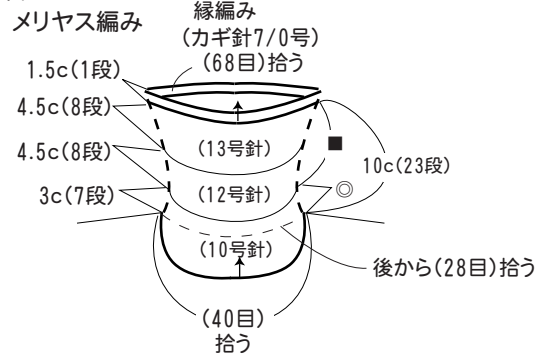 メリヤス編み
縁編み
(カギ針7/0号)
(68目)拾う
1.5c(1段)
4.5c(8段)
4.5c(8段)
3c(7段)
(13号針)
(12号針)
(10号針)
■
◎
10c(23段)
後から(28目)拾う
(40目)
拾う